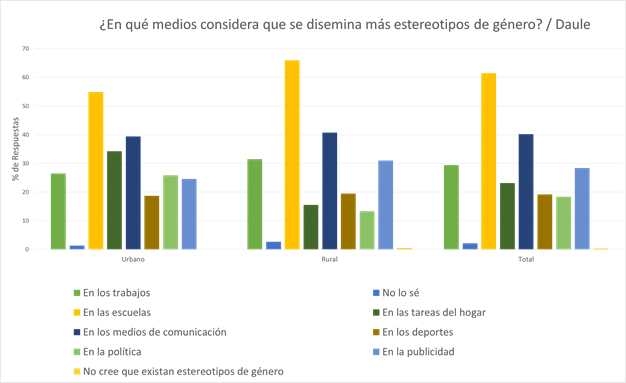 ¿En qué medios considera que se disemina más estereotipos de género? / Daule
70
60
50
40
30
20
10
0
% de Respuestas
Urbano Rural Total
En los trabajos No lo sé
En las escuelas En las tareas del hogar
En los medios de comunicación En los deportes
En la política En la publicidad
No cree que existan estereotipos de género